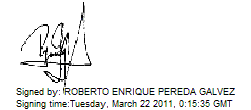 Signed by: ROBERTO ENRIQUE PEREDA GALVEZ
Signing time:Tuesday, March 22 2011, 0:15:35 GMT